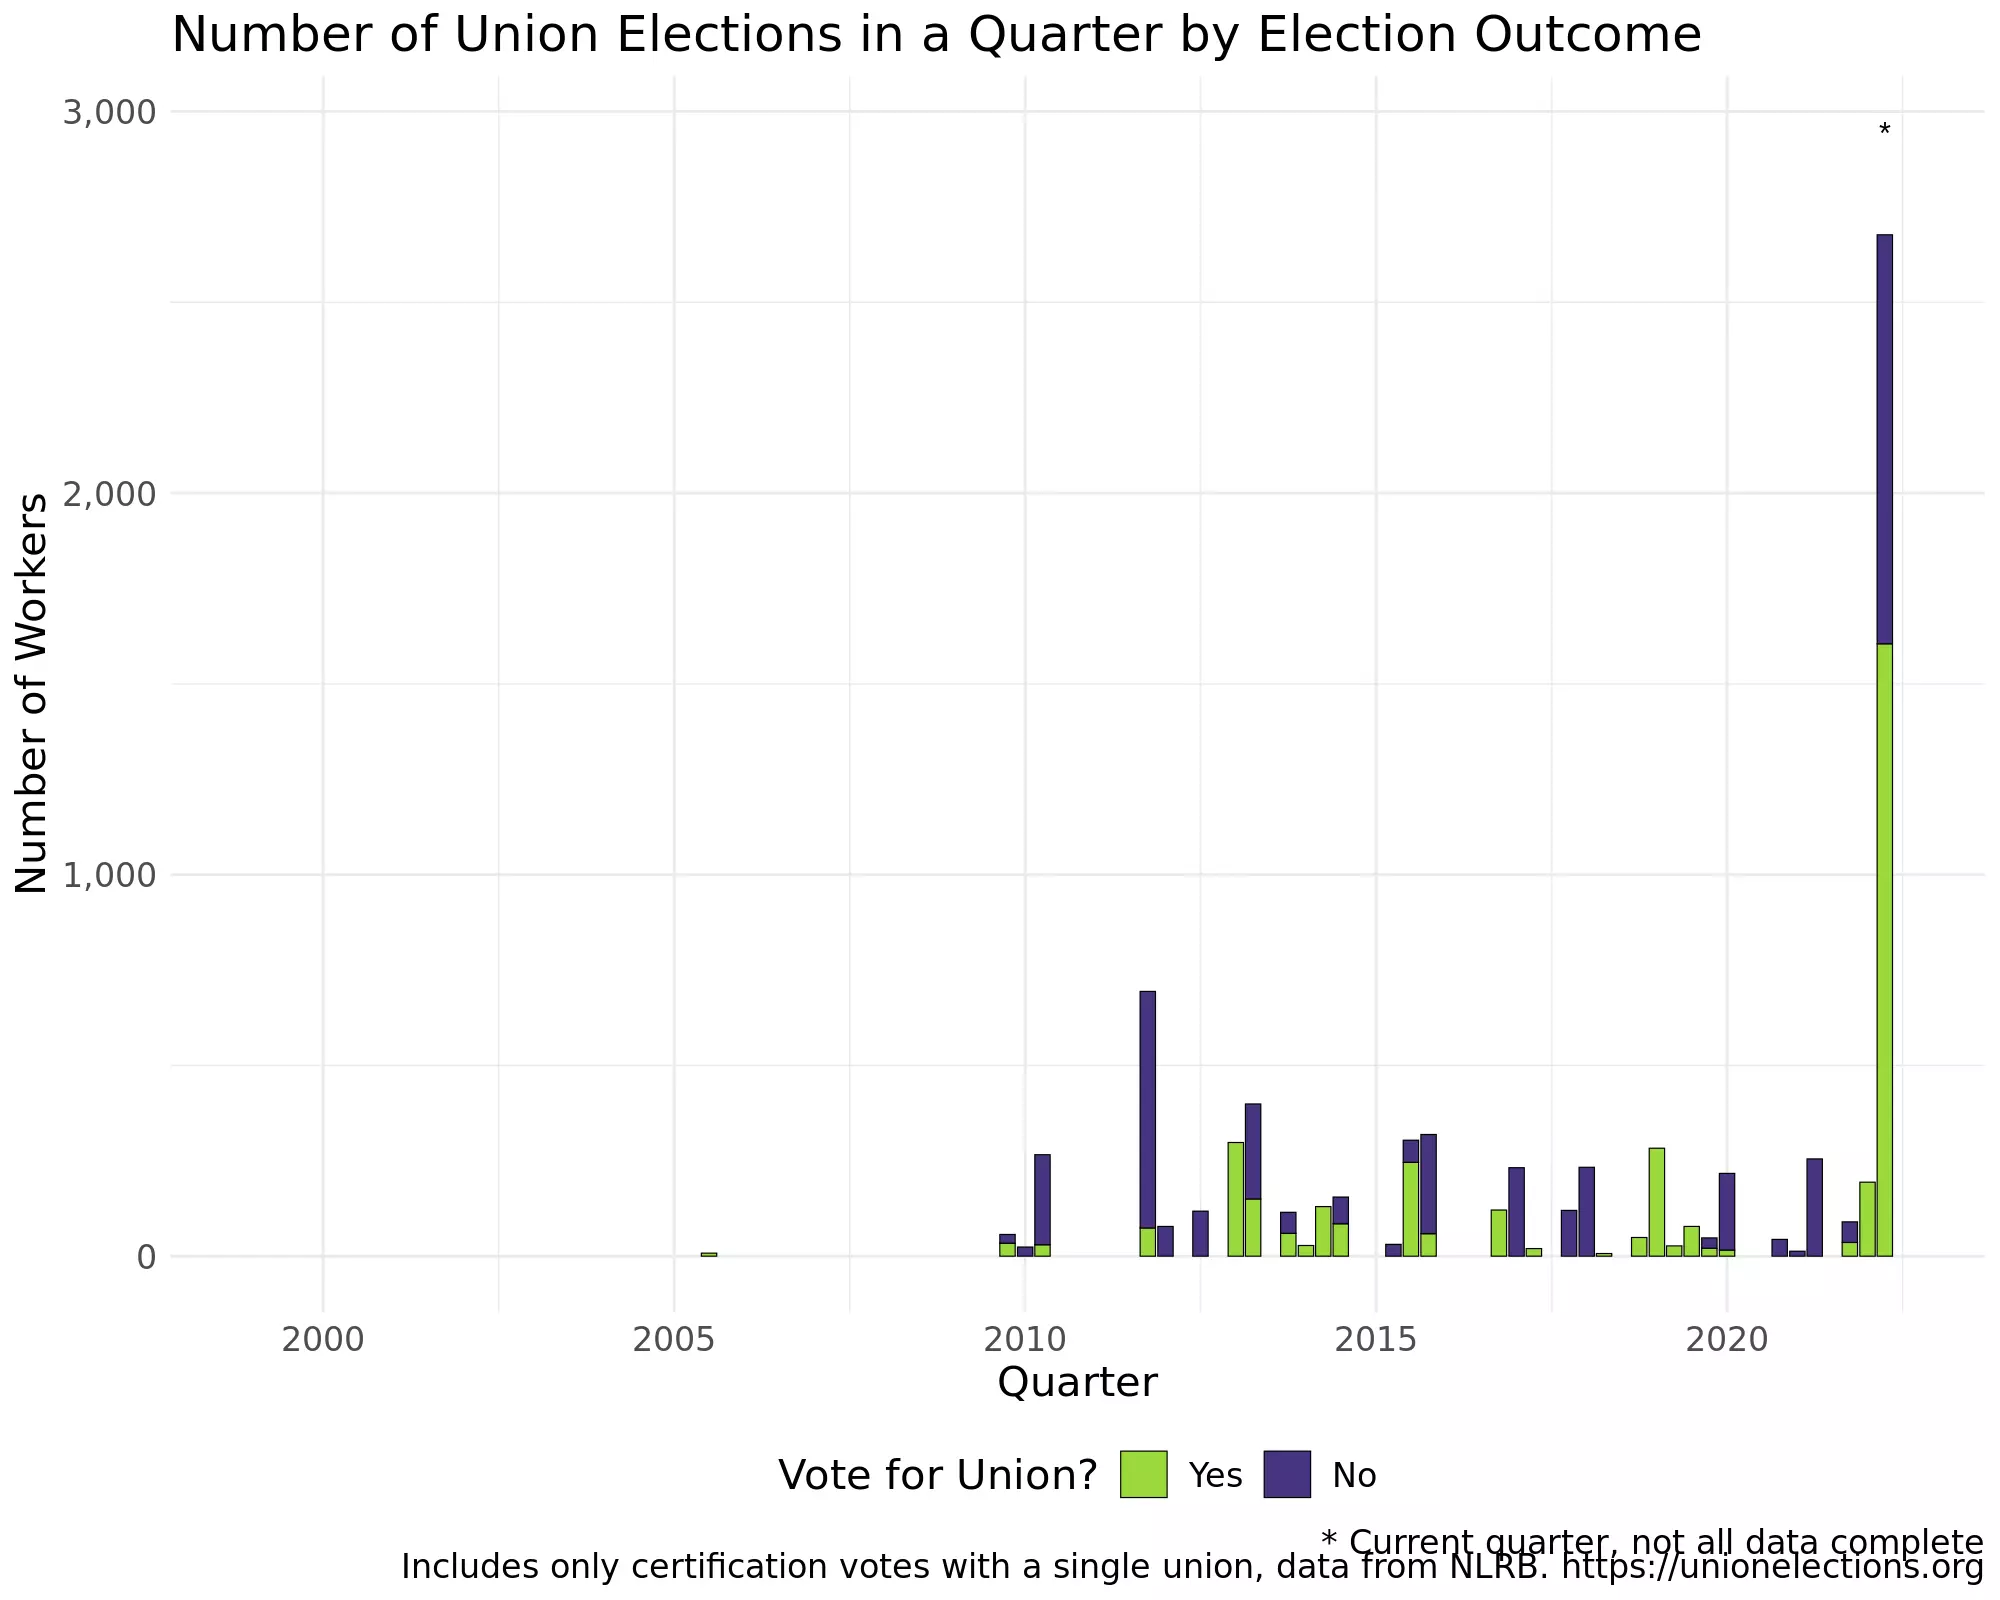 Number of Union Elections in a Quarter by Election Outcome
3,000
*
2,000
1,000
0
Number of Workers
2000 2005 2010 2015 2020
Quarter
Vote for Union? Yes No
* Current quarter, not all data complete
Includes only certification votes with a single union, data from NLRB. https://unionelections.org